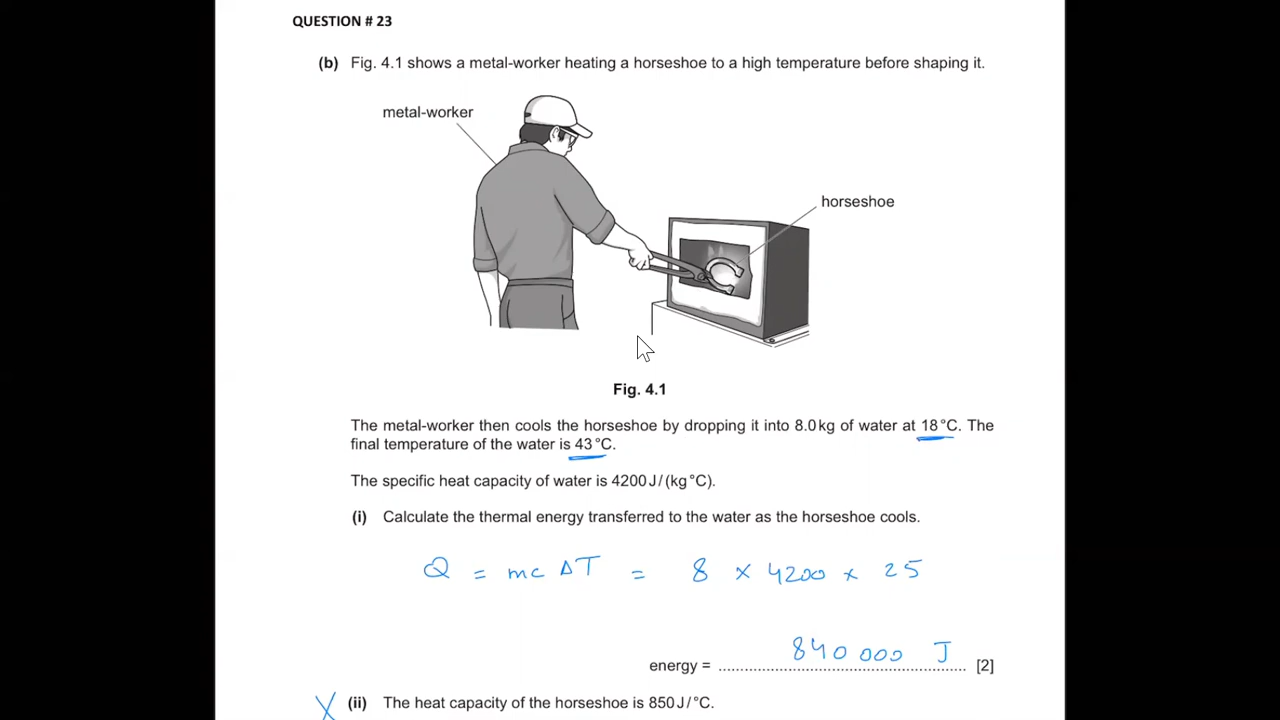 QUESTION # 23
(b) Fig. 4.1 shows a metal-worker heating a horseshoe to a high temperature before shaping it.
metal-worker
horseshoe
Fig. 4.1
The metal-worker then cools the horseshoe by dropping it into 8.0 kg of water at 18 °C. The
final temperature of the water is 43 °C.
The specific heat capacity of water is 4200 J/(kg °C).
(i) Calculate the thermal energy transferred to the water as the horseshoe cools.
Q = mc ΔT = 8 × 4200 × 25
840 000 J
energy = ................................................ [2]
X (ii) The heat capacity of the horseshoe is 850 J/°C.